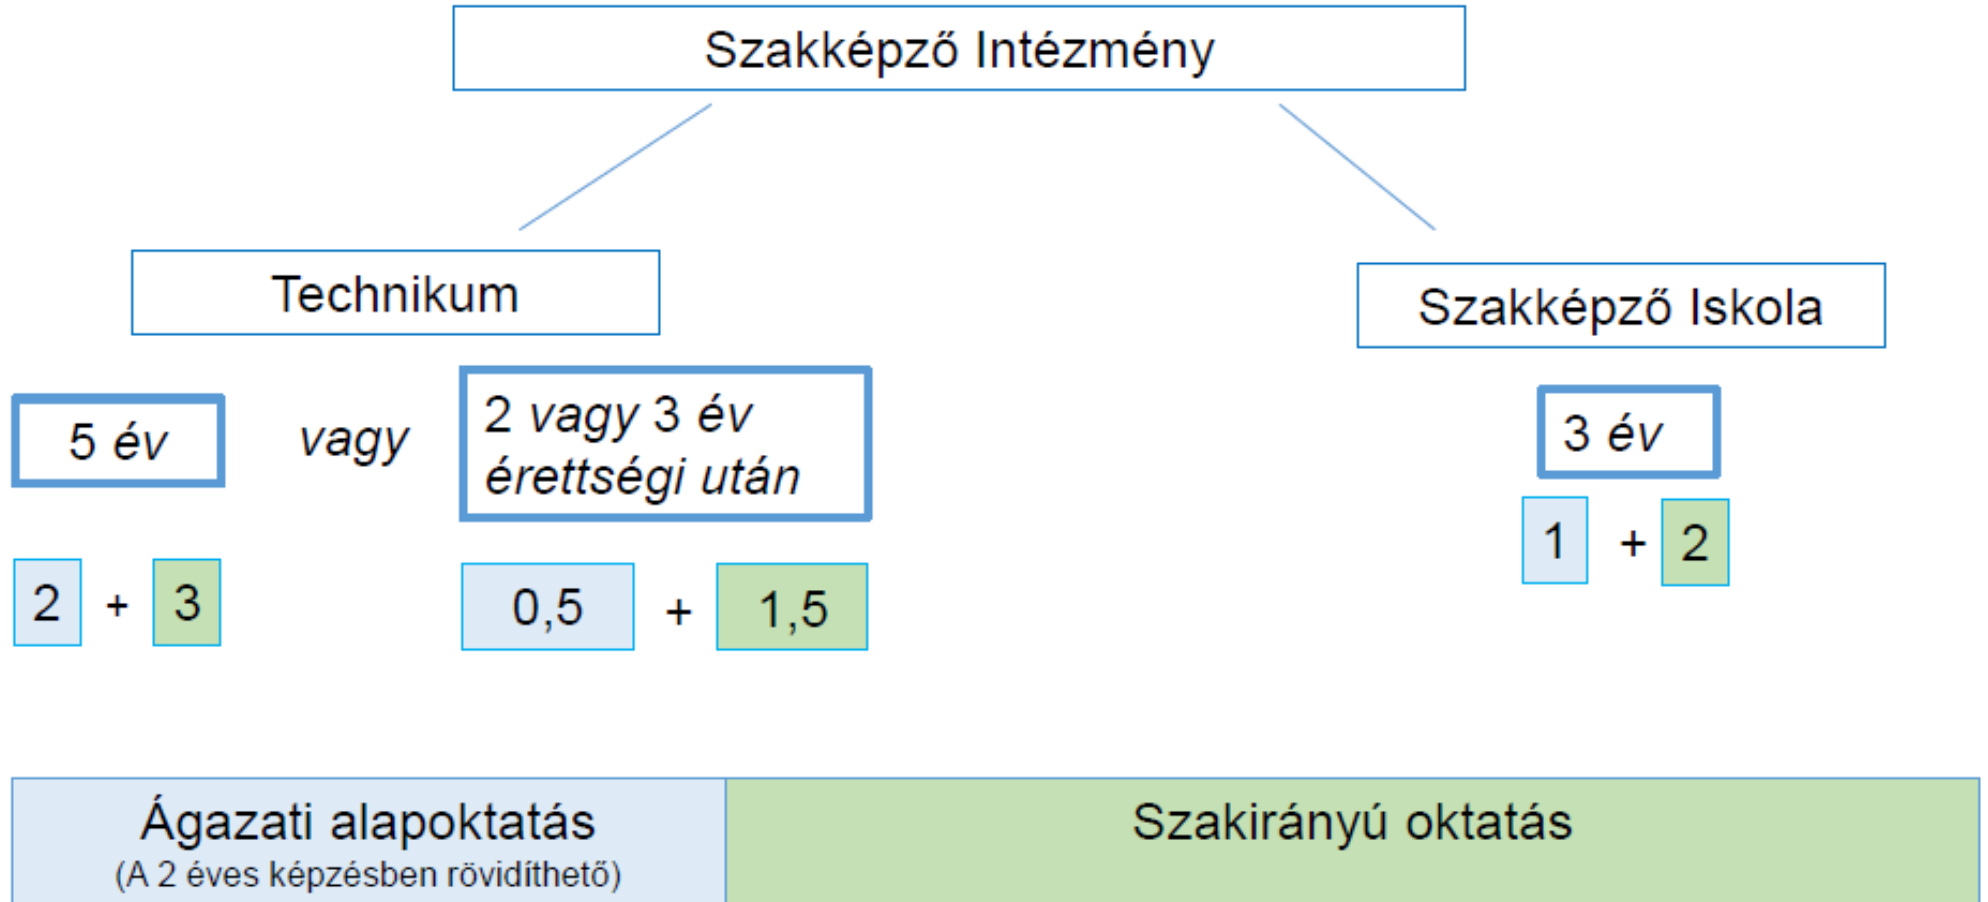 Szakképző Intézmény
Technikum
Szakképző Iskola
5 év
vagy
2 vagy 3 év
érettségi után
3 év
2 + 3
0,5 + 1,5
1 + 2
Ágazati alapoktatás
(A 2 éves képzésben rövidíthető)
Szakirányú oktatás